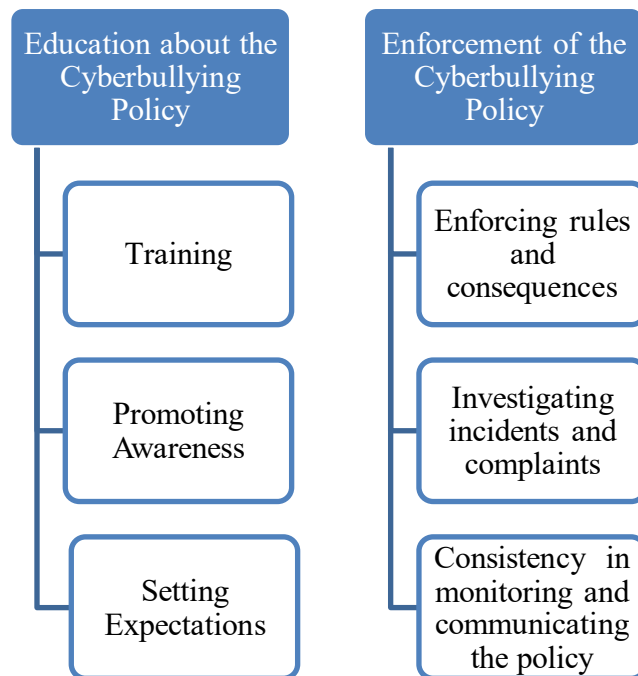 Education about the
Cyberbullying
Policy
Training
Promoting
Awareness
Setting
Expectations
Enforcement of the
Cyberbullying
Policy
Enforcing rules
and
consequences
Investigating
incidents and
complaints
Consistency in
monitoring and
communicating
the policy